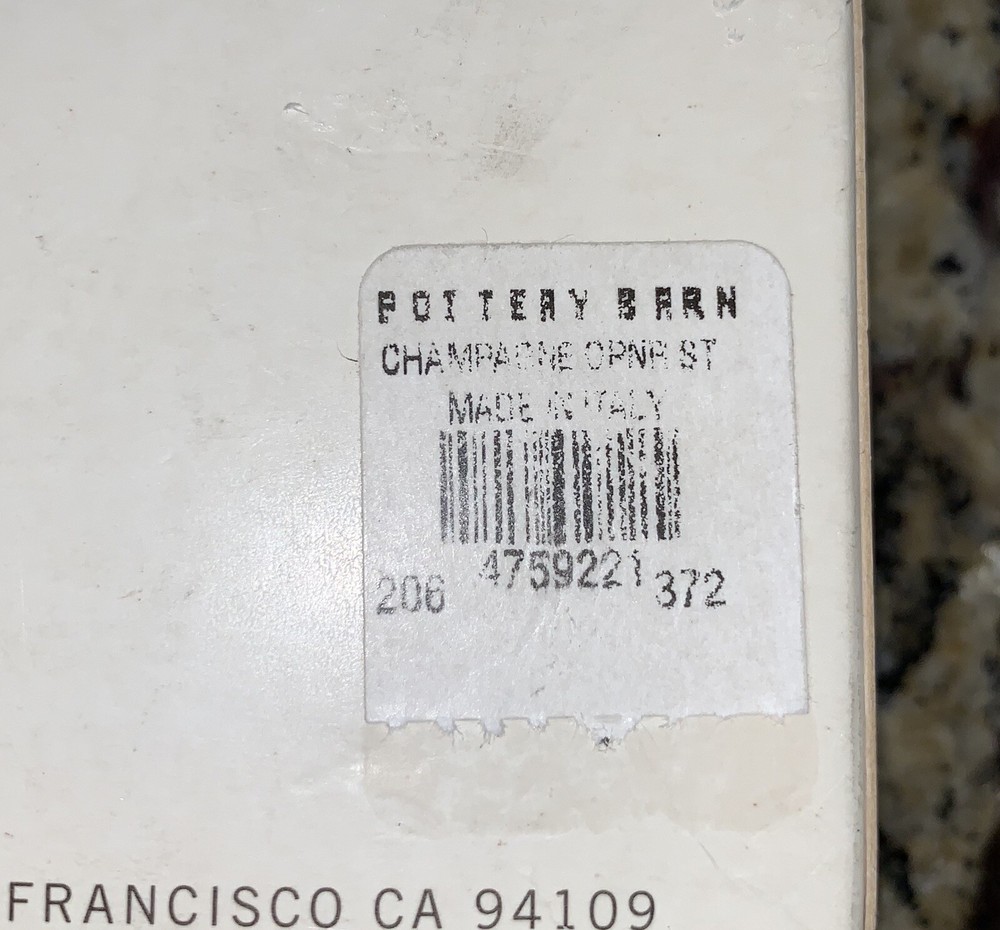 POTTERY BARN
CHAMPAGNE OPNR ST
MADE IN ITALY
4759221
206 372
FRANCISCO CA 94109